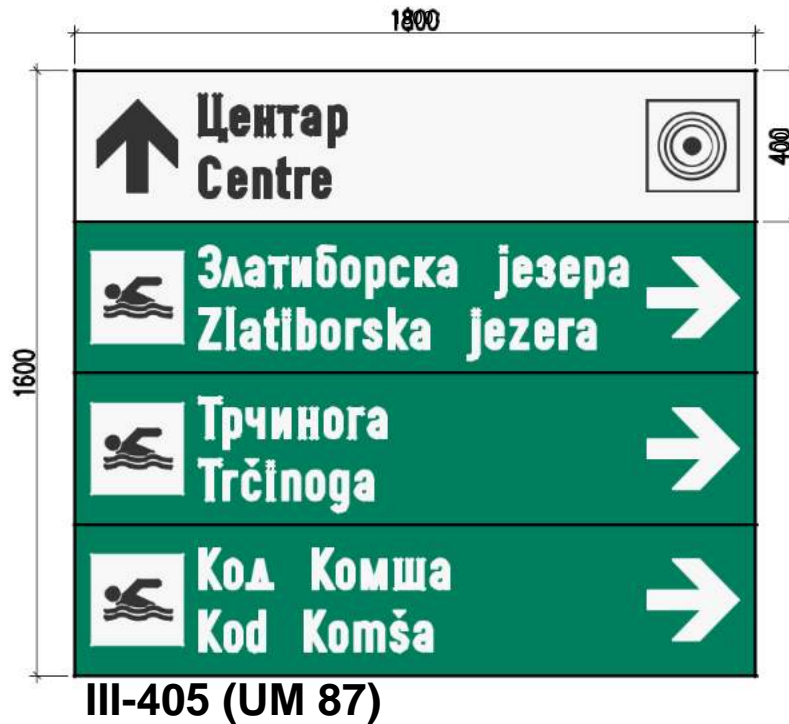 1800
Центар
Centre
400
Златиборска језера
Zlatiborska jezera
1600
Трчинога
Trčinoga
Код Комша
Kod Komša
III-405 (UM 87)